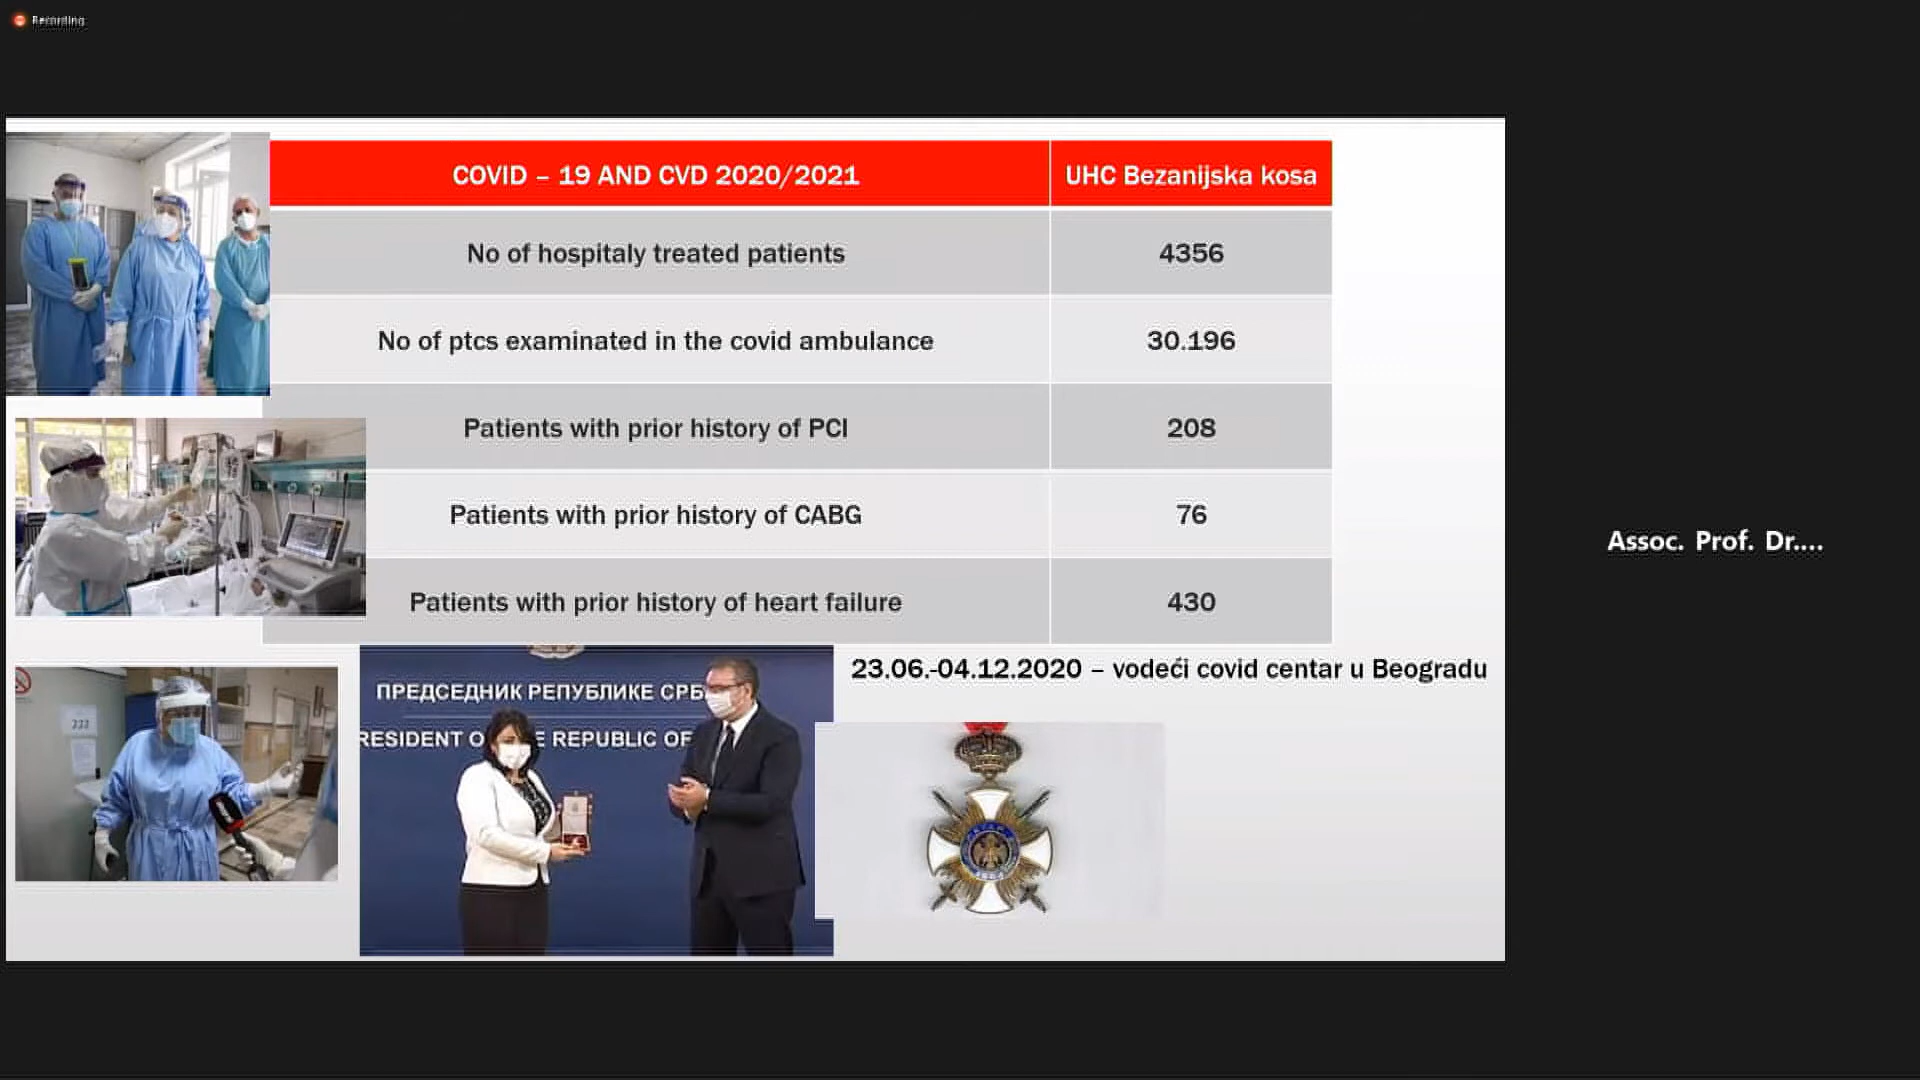 Recording
COVID – 19 AND CVD 2020/2021
UHC Bezanijska kosa
No of hospitaly treated patients
4356
No of ptcs examinated in the covid ambulance
30.196
Patients with prior history of PCI
208
Patients with prior history of CABG
76
Patients with prior history of heart failure
430
Assoc. Prof. Dr....
23.06.-04.12.2020 – vodeći covid centar u Beogradu
ПРЕДСЕДНИК РЕПУБЛИКЕ СРБ
RESIDENT O E REPUBLIC OF
222